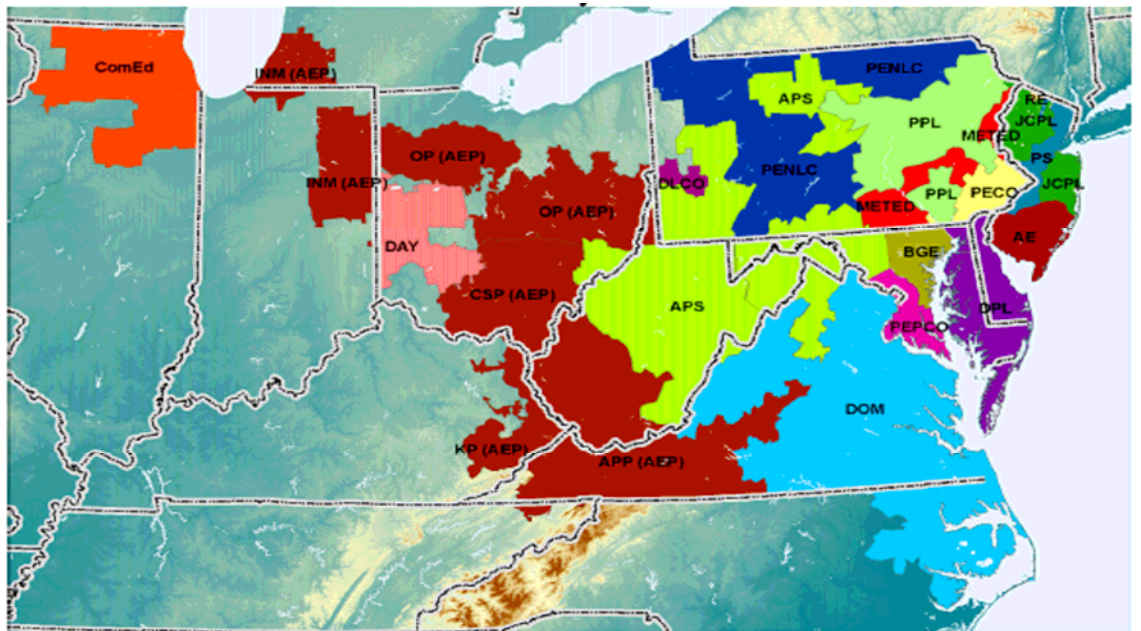 ComEd
INM (AEP)
PENLC
APS
RE
PPL
JCPL
METED
OP (AEP)
PS
PENLC
INM (AEP)
DLCO
JCPL
PPL
PECO
METED
OP (AEP)
AE
DAY
BGE
CSP (AEP)
APS
DPL
PEPCO
DOM
KP (AEP)
APP (AEP)